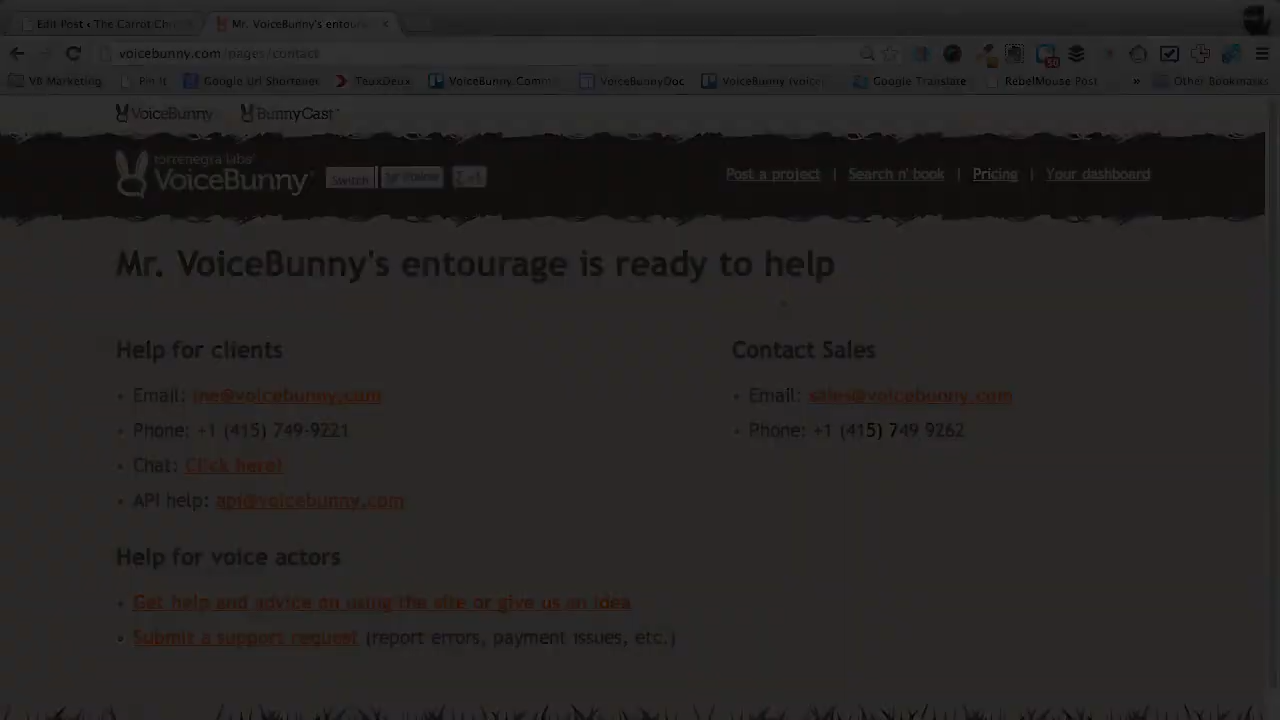 Edit Post ‹ The Carrot Ch
Mr. VoiceBunny's entou
voicebunny.com/pages/contact
VB Marketing
Pin It
Google Url Shortener
TeuxDeux
VoiceBunny.Comm
VoiceBunnyDoc
VoiceBunny (voice
Google Translate
RebelMouse Post
»
Other Bookmarks
50
VoiceBunny
BunnyCast
torrenegra labs
VoiceBunny
Switch
Follow
+1
Post a project | Search n' book | Pricing | Your dashboard
Mr. VoiceBunny's entourage is ready to help
Help for clients
• Email: me@voicebunny.com
• Phone: +1 (415) 749-9221
• Chat: Click here!
• API help: api@voicebunny.com
Contact Sales
• Email: sales@voicebunny.com
• Phone: +1 (415) 749 9262
Help for voice actors
• Get help and advice on using the site or give us an idea
• Submit a support request (report errors, payment issues, etc.)